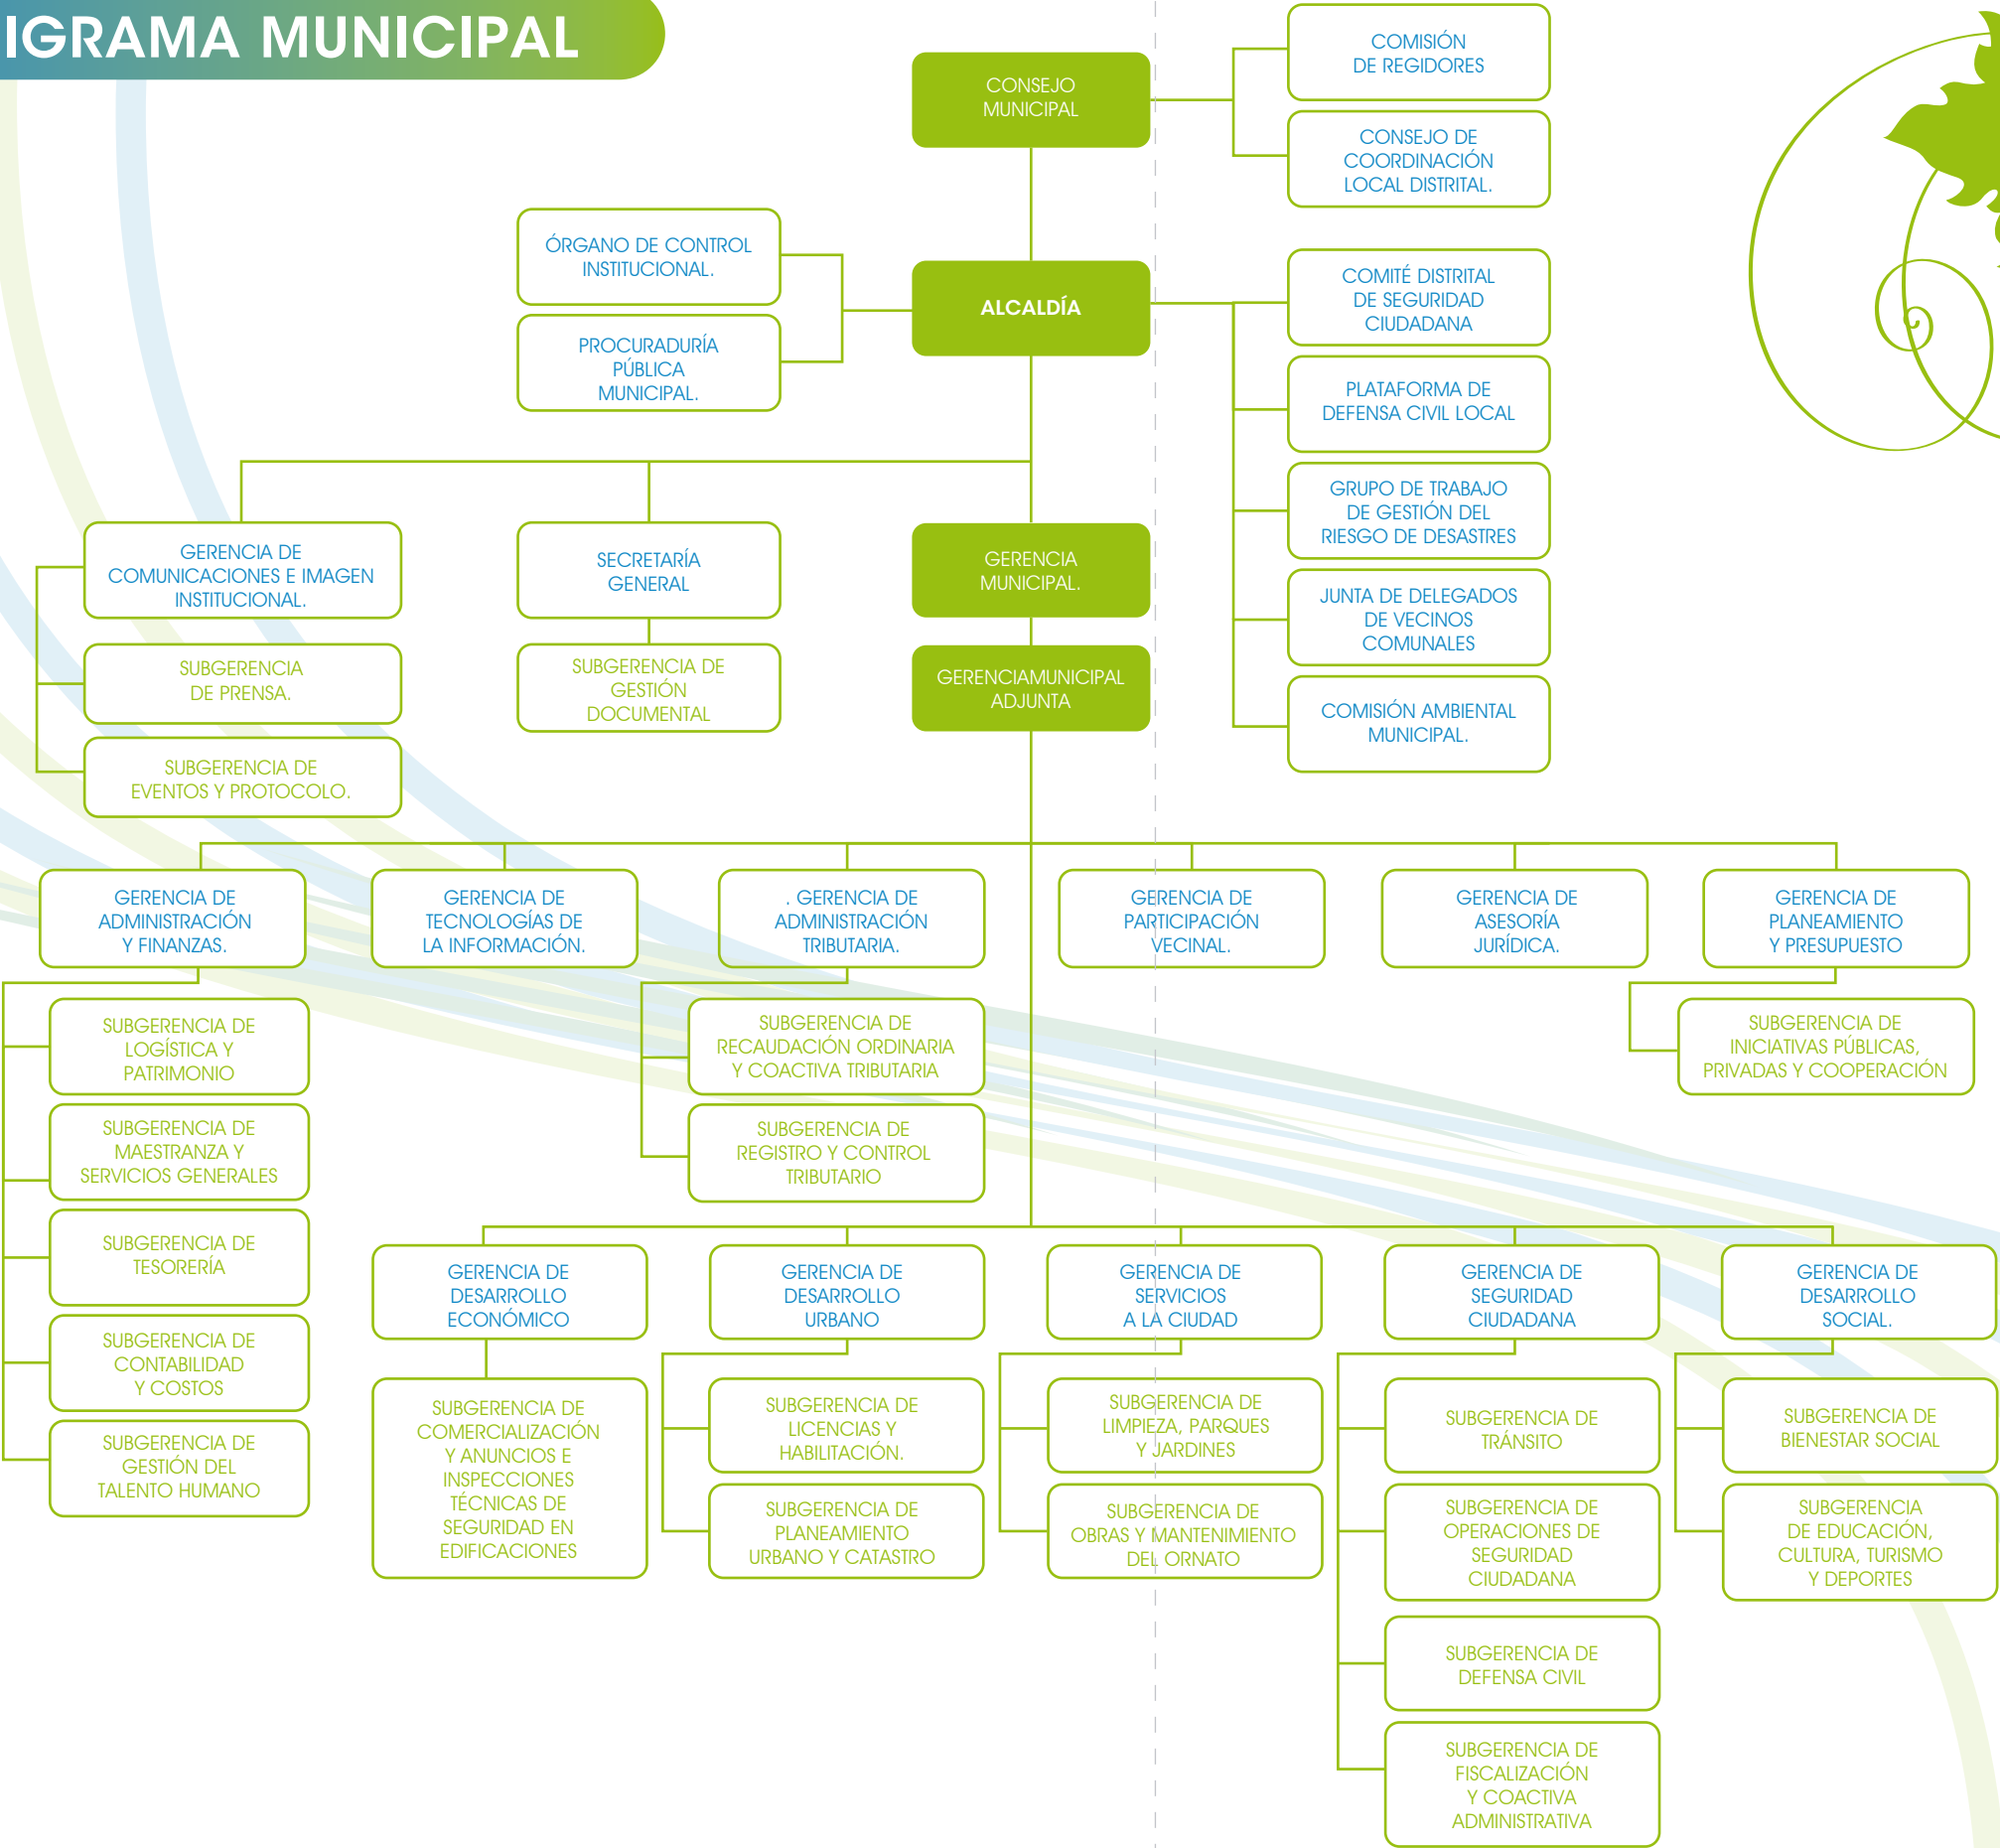 IGRAMA MUNICIPAL
CONSEJO
MUNICIPAL
COMISIÓN
DE REGIDORES
CONSEJO DE
COORDINACIÓN
LOCAL DISTRITAL.
ÓRGANO DE CONTROL
INSTITUCIONAL.
PROCURADURÍA
PÚBLICA
MUNICIPAL.
ALCALDÍA
COMITÉ DISTRITAL
DE SEGURIDAD
CIUDADANA
PLATAFORMA DE
DEFENSA CIVIL LOCAL
GRUPO DE TRABAJO
DE GESTIÓN DEL
RIESGO DE DESASTRES
JUNTA DE DELEGADOS
DE VECINOS
COMUNALES
COMISIÓN AMBIENTAL
MUNICIPAL.
GERENCIA DE
COMUNICACIONES E IMAGEN
INSTITUCIONAL.
SUBGERENCIA
DE PRENSA.
SUBGERENCIA DE
EVENTOS Y PROTOCOLO.
SECRETARÍA
GENERAL
SUBGERENCIA DE
GESTIÓN
DOCUMENTAL
GERENCIA
MUNICIPAL.
GERENCIAMUNICIPAL
ADJUNTA
GERENCIA DE
ADMINISTRACIÓN
Y FINANZAS.
GERENCIA DE
TECNOLOGÍAS DE
LA INFORMACIÓN.
. GERENCIA DE
ADMINISTRACIÓN
TRIBUTARIA.
GERENCIA DE
PARTICIPACIÓN
VECINAL.
GERENCIA DE
ASESORÍA
JURÍDICA.
GERENCIA DE
PLANEAMIENTO
Y PRESUPUESTO
SUBGERENCIA DE
LOGÍSTICA Y
PATRIMONIO
SUBGERENCIA DE
MAESTRANZA Y
SERVICIOS GENERALES
SUBGERENCIA DE
TESORERÍA
SUBGERENCIA DE
CONTABILIDAD
Y COSTOS
SUBGERENCIA DE
GESTIÓN DEL
TALENTO HUMANO
SUBGERENCIA DE
RECAUDACIÓN ORDINARIA
Y COACTIVA TRIBUTARIA
SUBGERENCIA DE
REGISTRO Y CONTROL
TRIBUTARIO
SUBGERENCIA DE
INICIATIVAS PÚBLICAS,
PRIVADAS Y COOPERACIÓN
GERENCIA DE
DESARROLLO
ECONÓMICO
GERENCIA DE
DESARROLLO
URBANO
GERENCIA DE
SERVICIOS
A LA CIUDAD
GERENCIA DE
SEGURIDAD
CIUDADANA
GERENCIA DE
DESARROLLO
SOCIAL.
SUBGERENCIA DE
COMERCIALIZACIÓN
Y ANUNCIOS E
INSPECCIONES
TÉCNICAS DE
SEGURIDAD EN
EDIFICACIONES
SUBGERENCIA DE
LICENCIAS Y
HABILITACIÓN.
SUBGERENCIA DE
PLANEAMIENTO
URBANO Y CATASTRO
SUBGERENCIA DE
LIMPIEZA, PARQUES
Y JARDINES
SUBGERENCIA DE
OBRAS Y MANTENIMIENTO
DEL ORNATO
SUBGERENCIA DE
TRÁNSITO
SUBGERENCIA DE
OPERACIONES DE
SEGURIDAD
CIUDADANA
SUBGERENCIA DE
DEFENSA CIVIL
SUBGERENCIA DE
FISCALIZACIÓN
Y COACTIVA
ADMINISTRATIVA
SUBGERENCIA DE
BIENESTAR SOCIAL
SUBGERENCIA
DE EDUCACIÓN,
CULTURA, TURISMO
Y DEPORTES